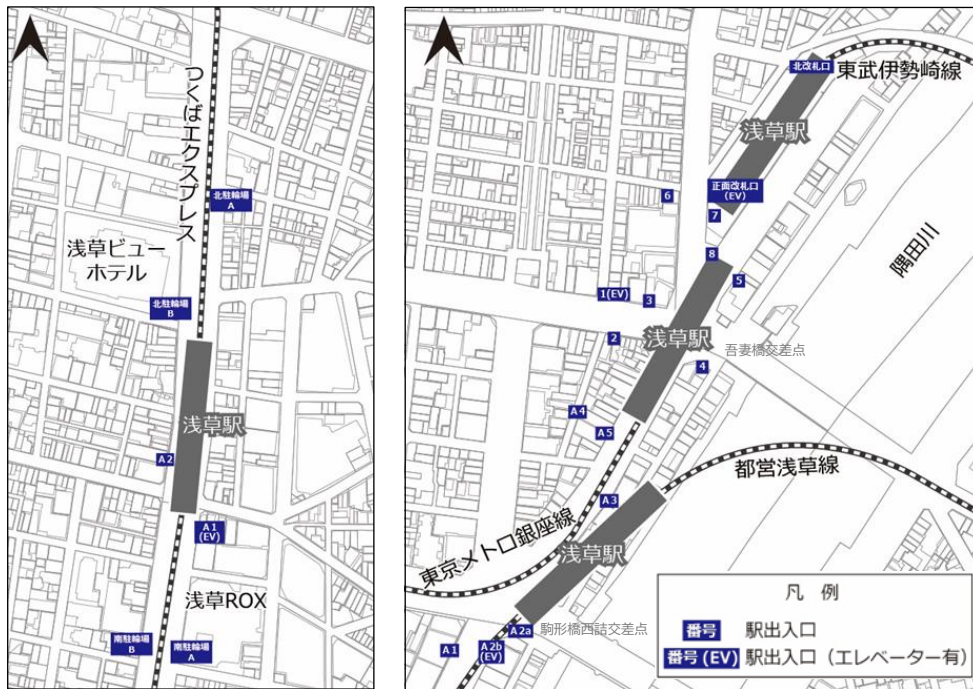 つくばエクスプレス
北駐輪場
A
浅草ビュー
ホテル
北駐輪場
B
浅草駅
A2
A1
(EV)
浅草ROX
南駐輪場
B
南駐輪場
A
北改札口
東武伊勢崎線
浅草駅
6
正面改札口
(EV)
7
8
5
隅田川
1(EV)
3
浅草駅
2
吾妻橋交差点
4
A4
A5
都営浅草線
A3
東京メトロ銀座線
浅草駅
A2a
駒形橋西詰交差点
A1
A2b
(EV)
凡 例
番号 駅出入口
番号(EV) 駅出入口（エレベーター有）